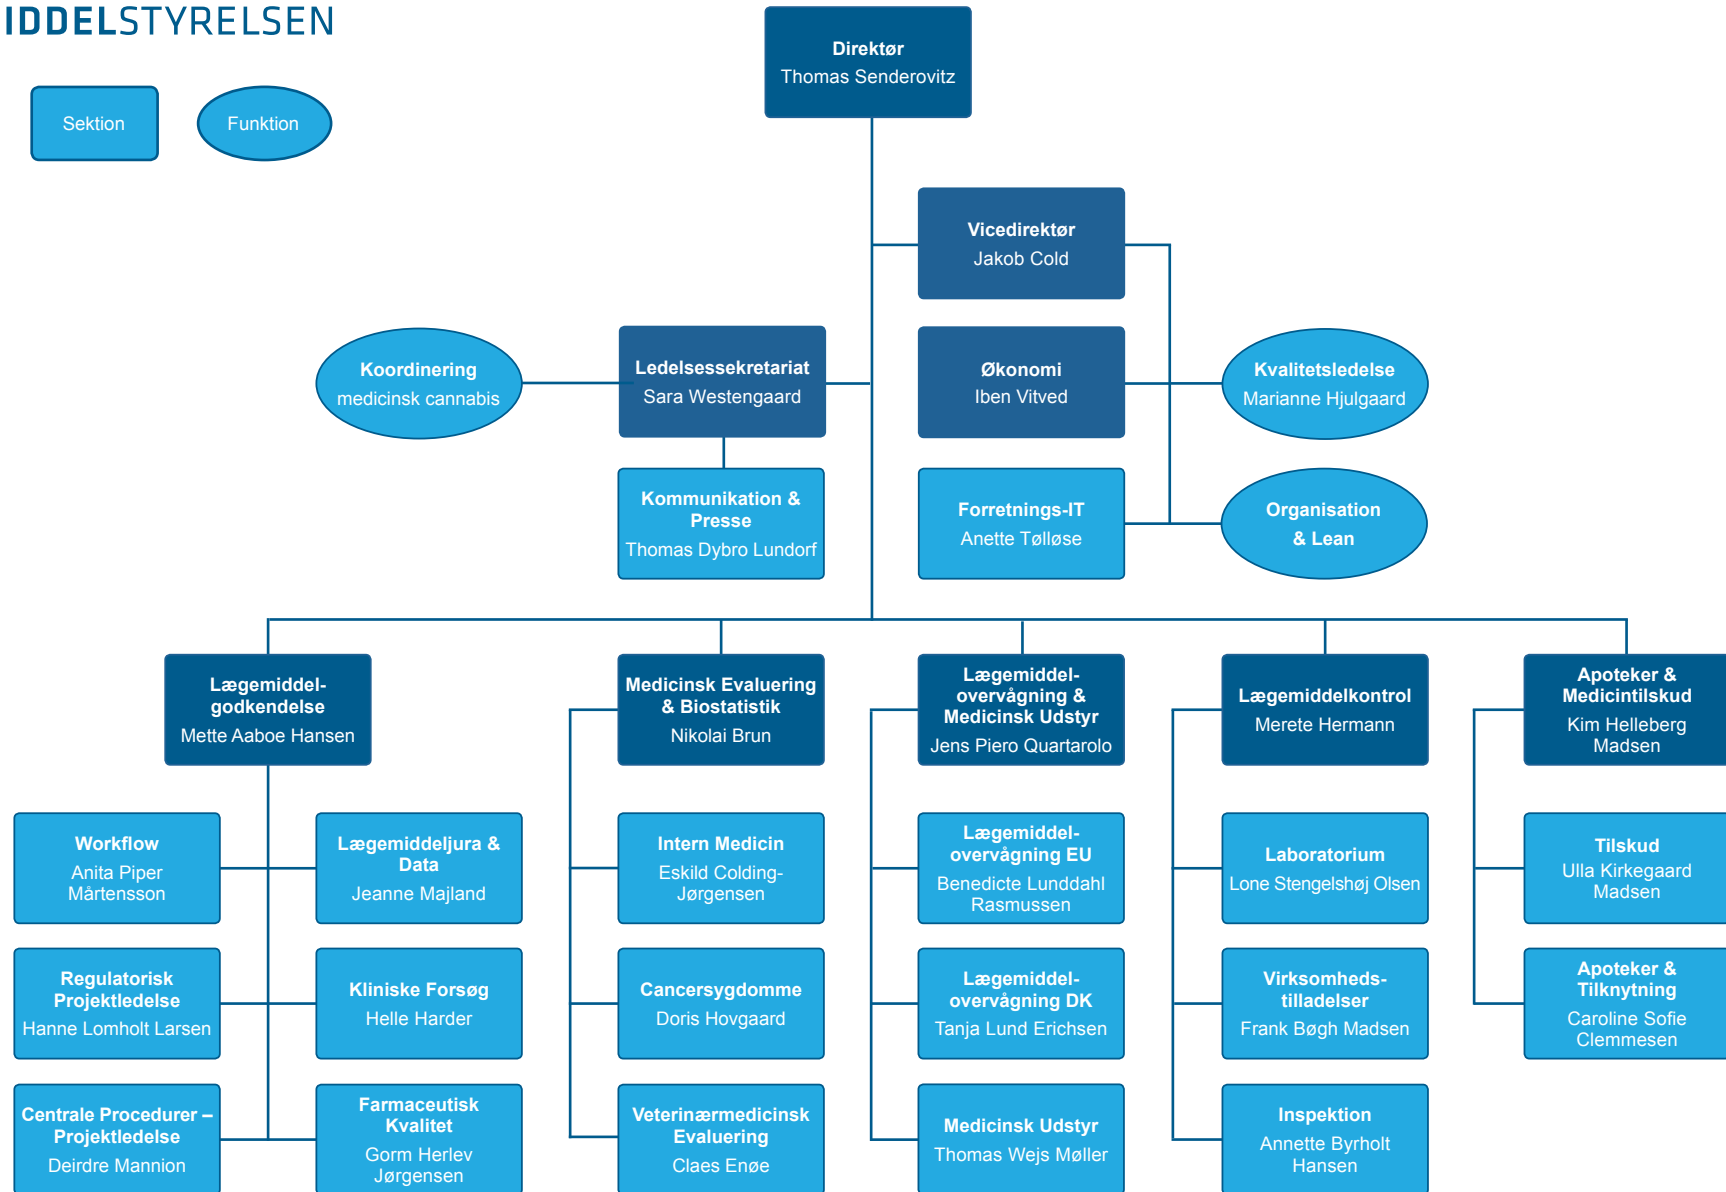 IDDELSTYRELSEN
Sektion
Funktion
Direktør
Thomas Senderovitz
Vicedirektør
Jakob Cold
Koordinering
medicinsk cannabis
Ledelsessekretariat
Sara Westengaard
Økonomi
Iben Vitved
Kvalitetsledelse
Marianne Hjulgaard
Kommunikation &
Presse
Thomas Dybro Lundorf
Forretnings-IT
Anette Tølløse
Organisation
& Lean
Lægemiddel-
godkendelse
Mette Aaboe Hansen
Medicinsk Evaluering
& Biostatistik
Nikolai Brun
Lægemiddel-
overvågning &
Medicinsk Udstyr
Jens Piero Quartarolo
Lægemiddelkontrol
Merete Hermann
Apoteker &
Medicintilskud
Kim Helleberg
Madsen
Workflow
Anita Piper
Mårtensson
Lægemiddeljura &
Data
Jeanne Majland
Intern Medicin
Eskild Colding-
Jørgensen
Lægemiddel-
overvågning EU
Benedicte Lunddahl
Rasmussen
Laboratorium
Lone Stengelshøj Olsen
Tilskud
Ulla Kirkegaard
Madsen
Regulatorisk
Projektledelse
Hanne Lomholt Larsen
Kliniske Forsøg
Helle Harder
Cancersygdomme
Doris Hovgaard
Lægemiddel-
overvågning DK
Tanja Lund Erichsen
Virksomheds-
tilladelser
Frank Bøgh Madsen
Apoteker &
Tilknytning
Caroline Sofie
Clemmesen
Centrale Procedurer –
Projektledelse
Deirdre Mannion
Farmaceutisk
Kvalitet
Gorm Herlev
Jørgensen
Veterinærmedicinsk
Evaluering
Claes Enøe
Medicinsk Udstyr
Thomas Wejs Møller
Inspektion
Annette Byrholt
Hansen